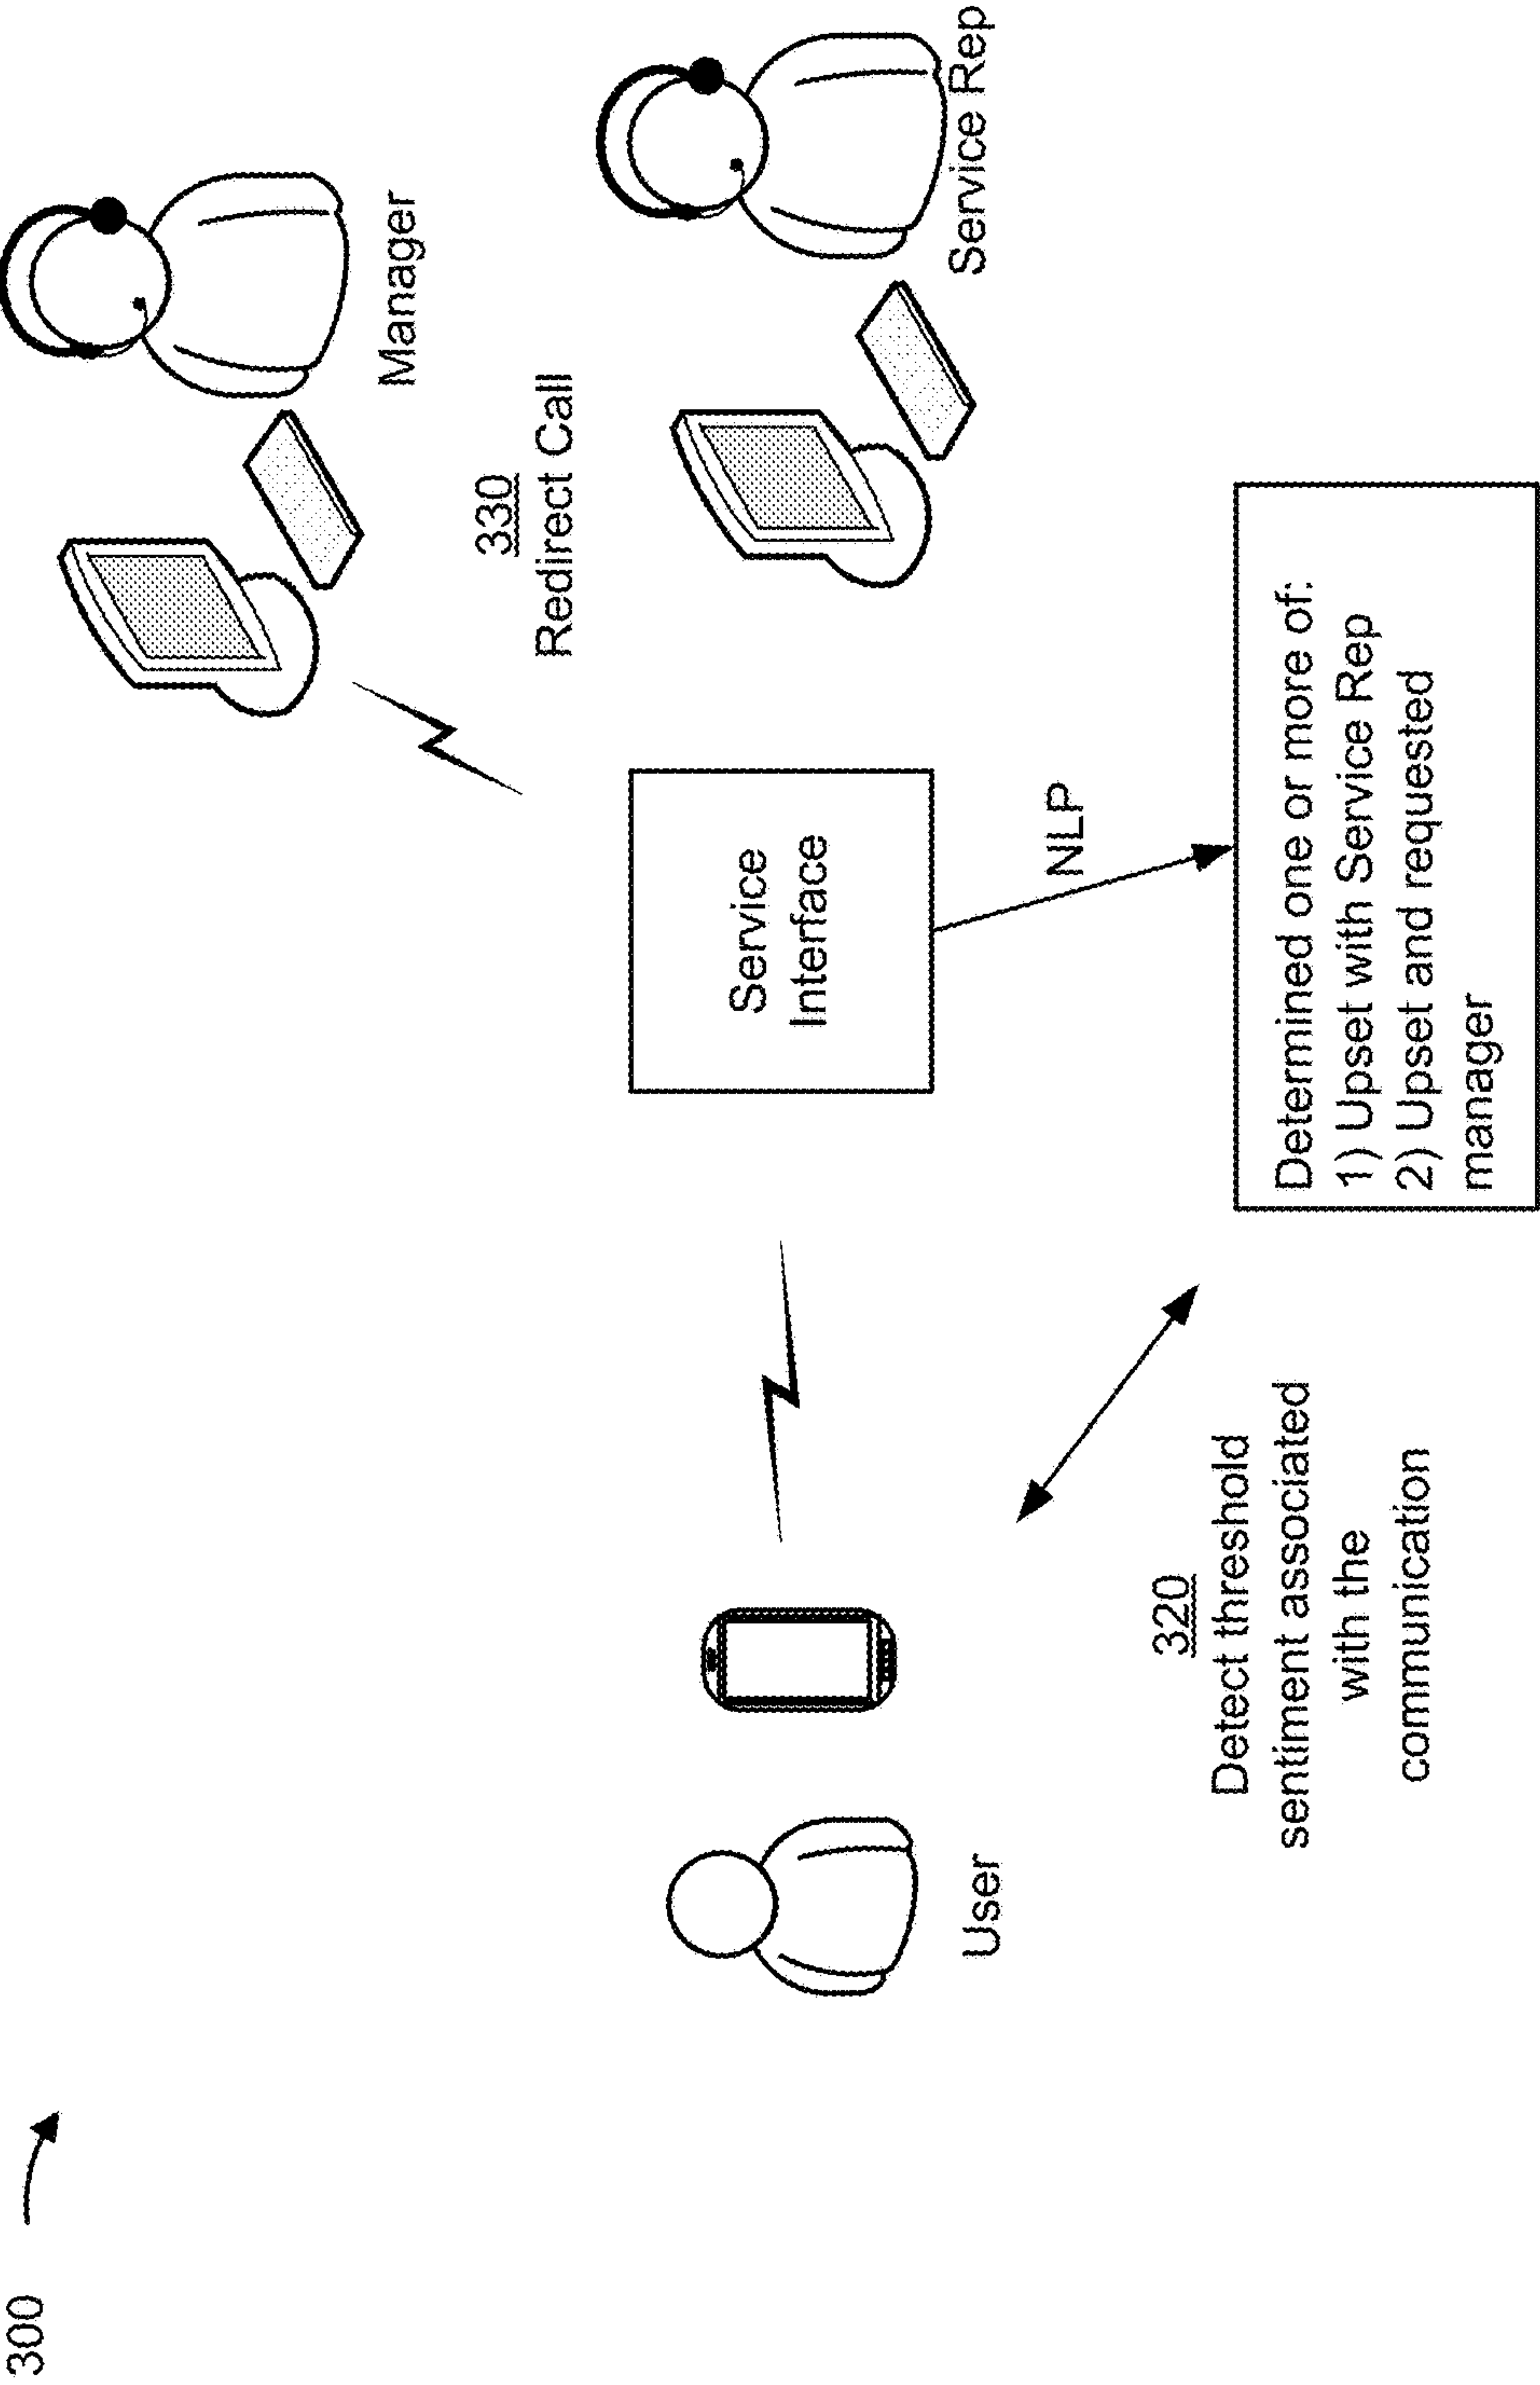 300
Manager
330
Redirect Call
Service Rep
Service
Interface
User
NLP
320
Detect threshold
sentiment associated
with the
communication
Determined one or more of:
1) Upset with Service Rep
2) Upset and requested
manager